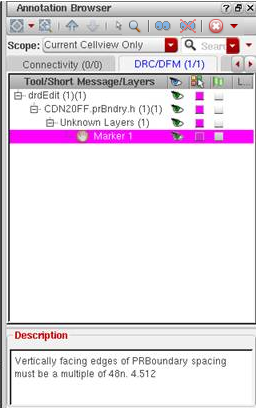 Annotation Browser
Scope: Current Cellview Only Sear
Connectivity (0/0) DRC/DFM (1/1)
Tool/Short Message/Layers L...
drdEdit (1)(1)
CDN20FF.prBndry.h (1)(1)
Unknown Layers (1)
Marker 1
Description
Vertically facing edges of PRBoundary spacing
must be a multiple of 48n. 4.512